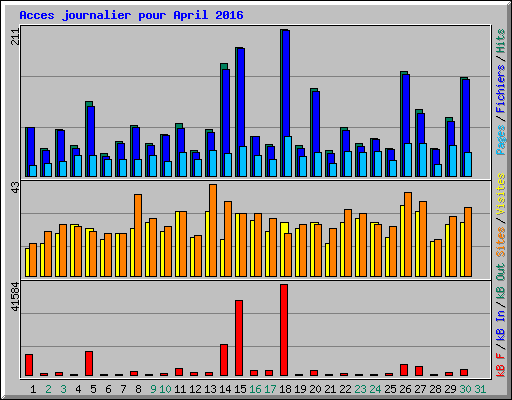 Acces journalier pour April 2016
211
Pages / Fichiers / Hits
43
Sites / Visites
41584
kB F / kB In / kB Out
1 2 3 4 5 6 7 8 9 10 11 12 13 14 15 16 17 18 19 20 21 22 23 24 25 26 27 28 29 30 31